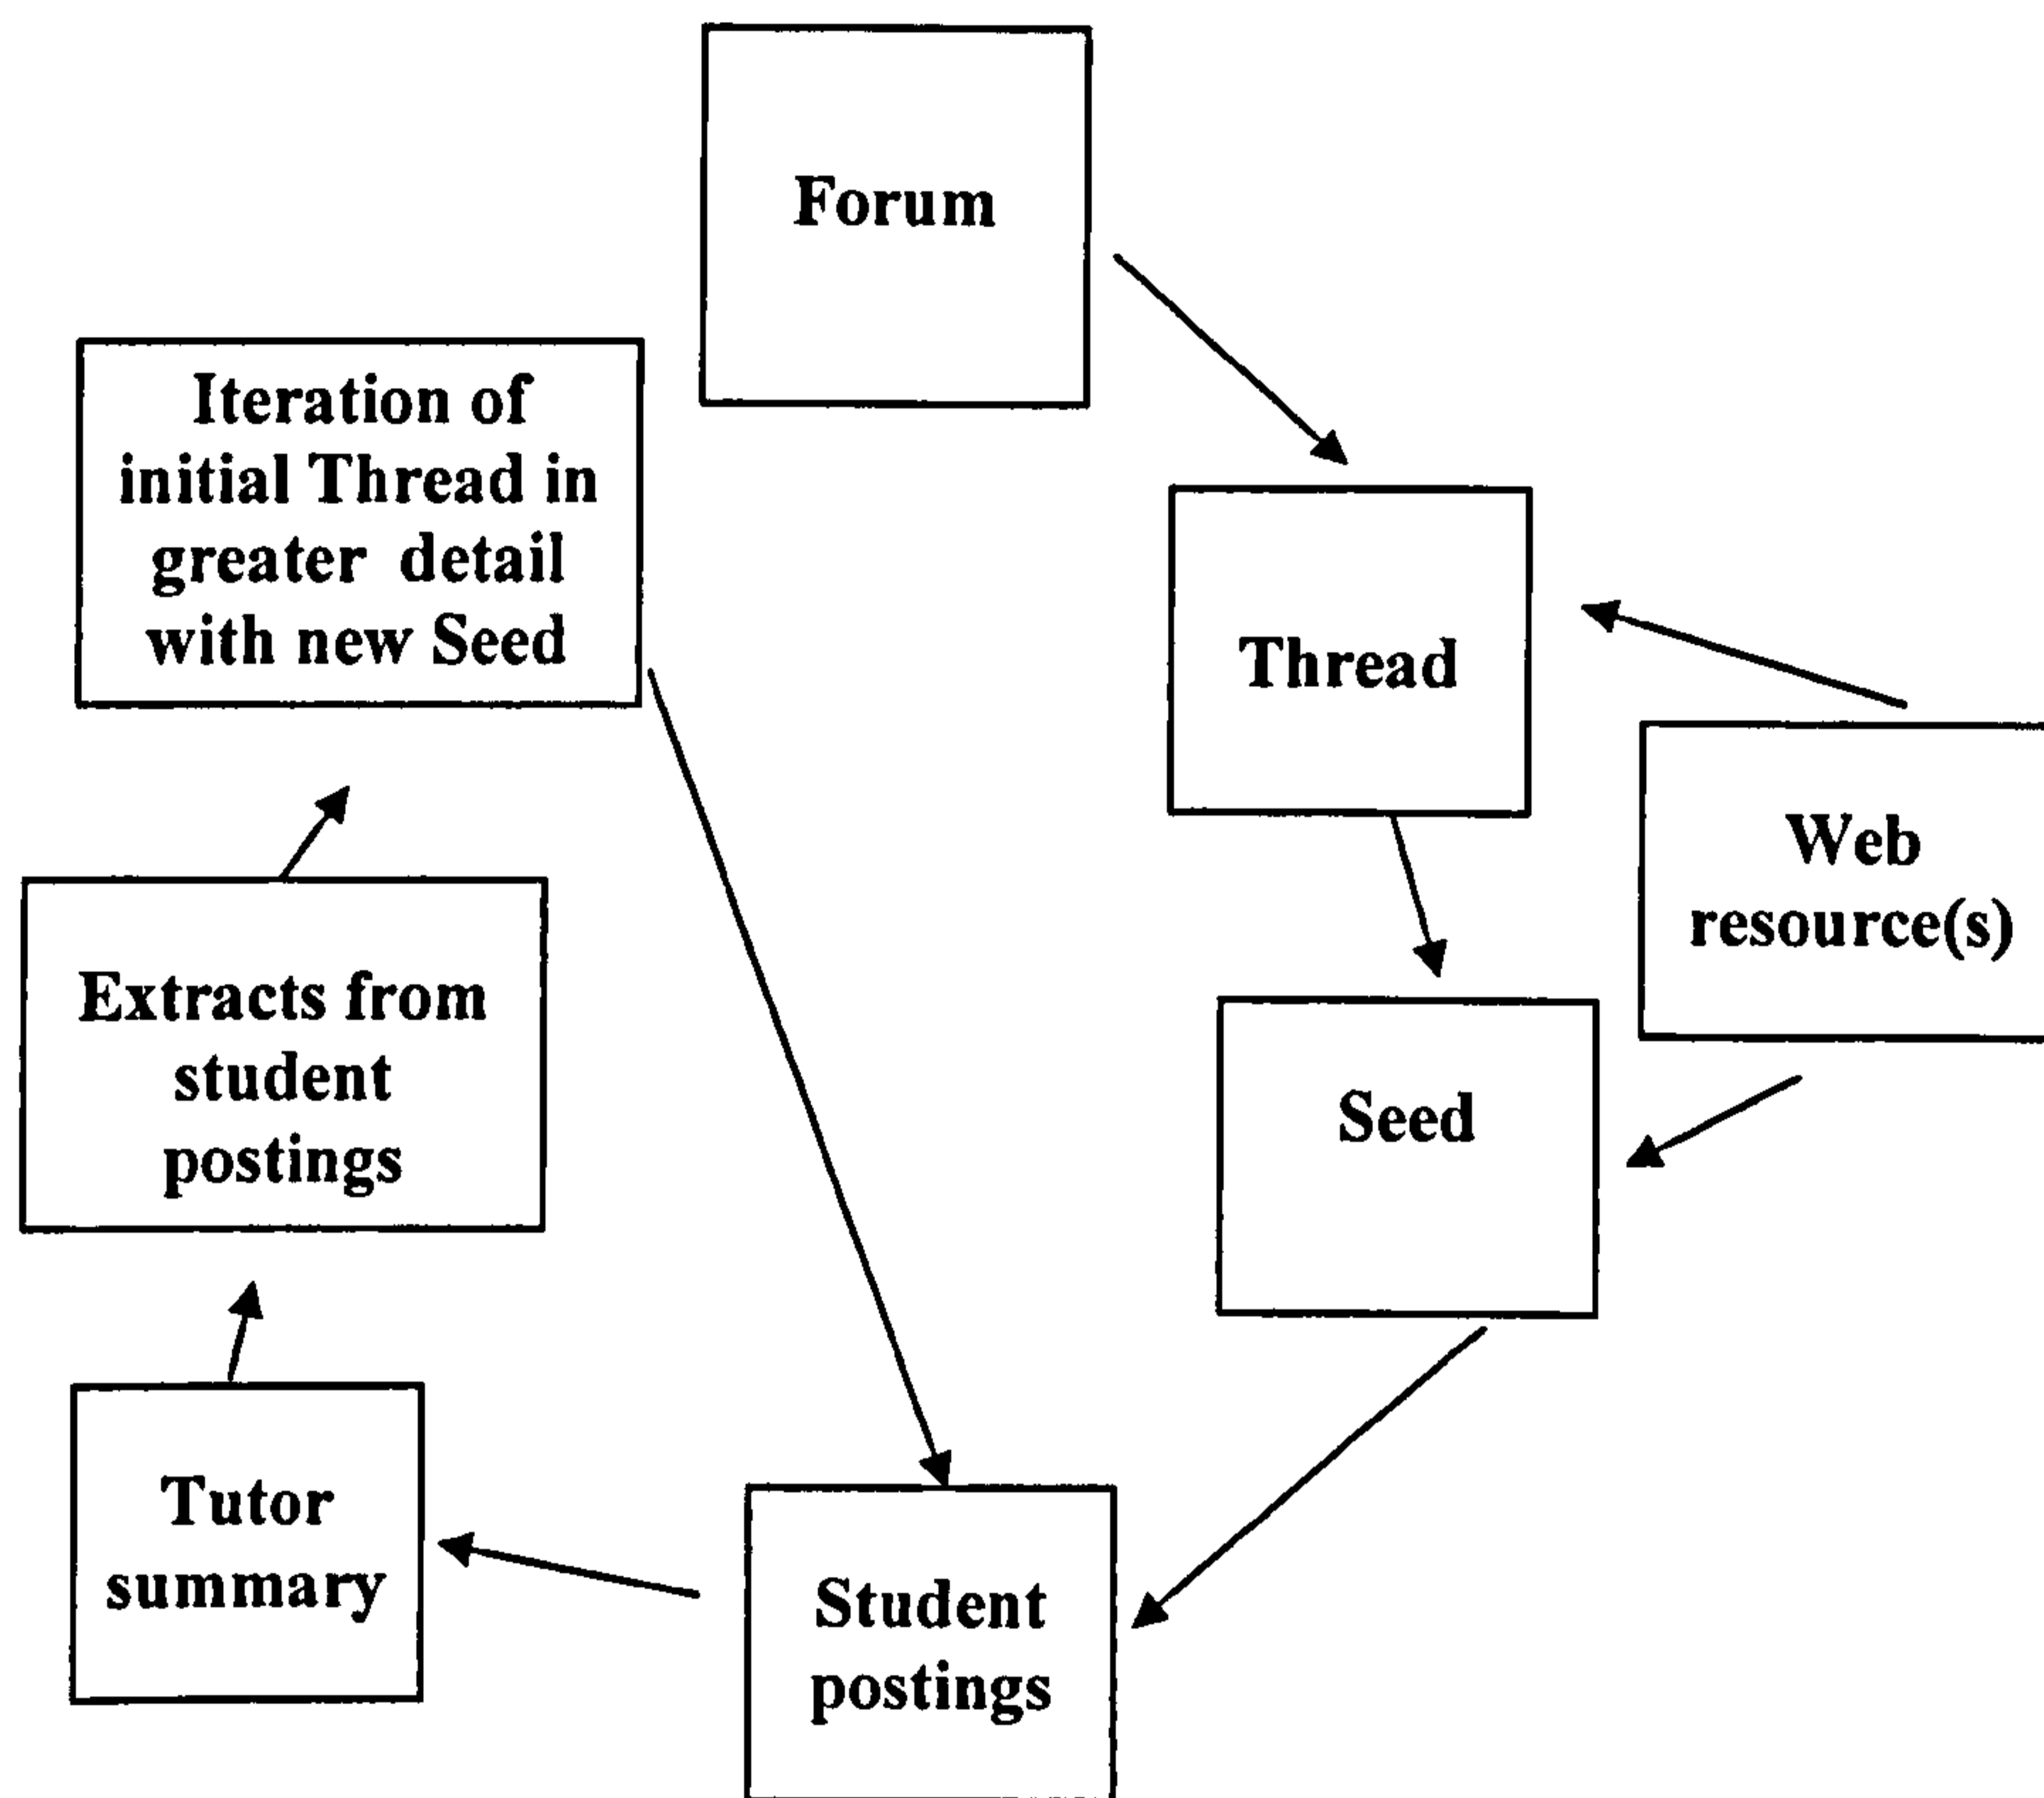 Forum
Iteration of
initial Thread in
greater detail
with new Seed
Thread
Web
resource(s)
Extracts from
student
postings
Seed
Tutor
summary
Student
postings